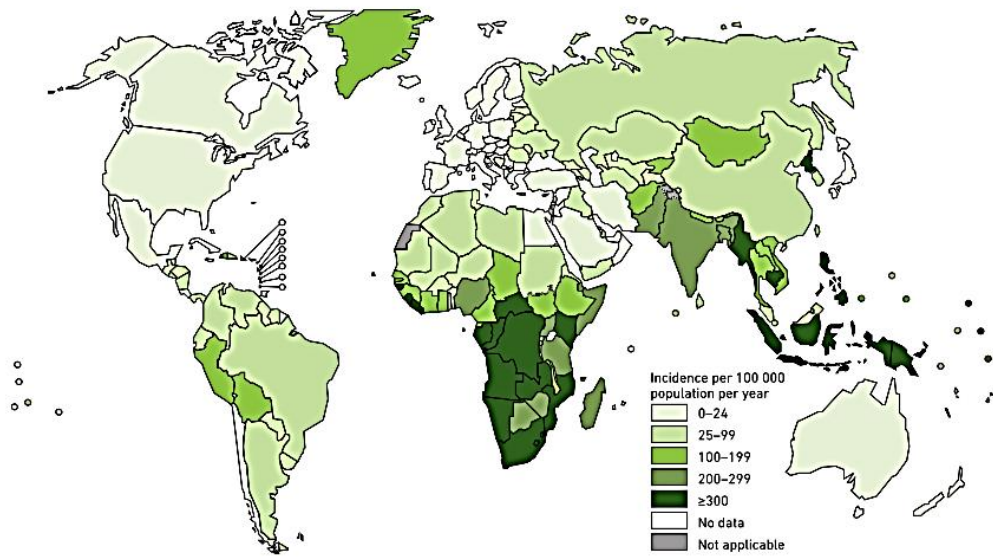 Incidence per 100 000
population per year
0–24
25–99
100–199
200–299
≥300
No data
Not applicable